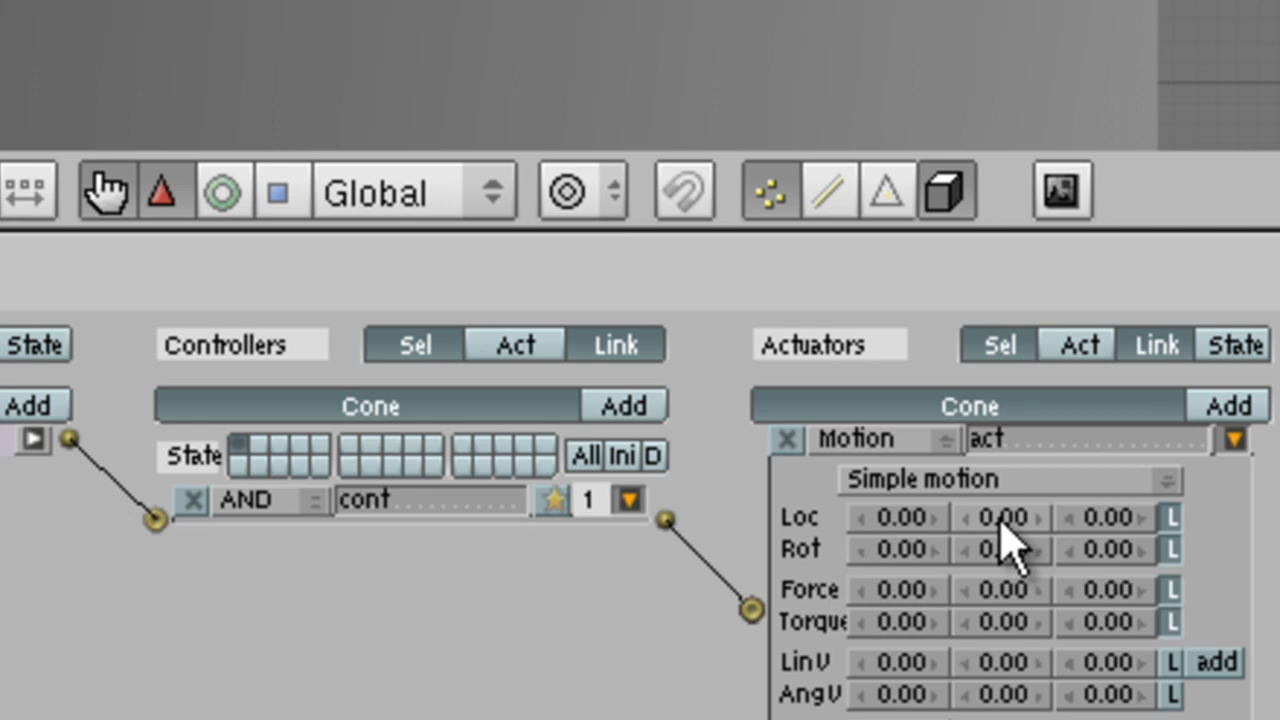 Global
State Controllers Sel Act Link Actuators Sel Act Link State
Add Cone Add Cone Add
State All Ini D Motion act
AND cont 1 Simple motion
Loc 0.00 0.00 0.00 L
Rot 0.00 0.00 L
Force 0.00 0.00 0.00 L
Torque 0.00 0.00 0.00 L
LinV 0.00 0.00 0.00 L add
AngV 0.00 0.00 0.00 L